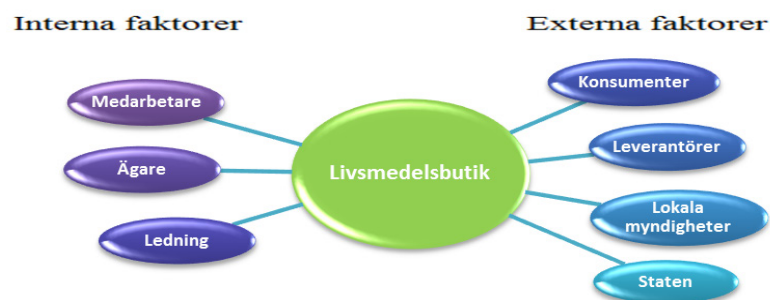 Interna faktorer
Externa faktorer
Medarbetare
Ägare
Ledning
Livsmedelsbutik
Konsumenter
Leverantörer
Lokala
myndigheter
Staten